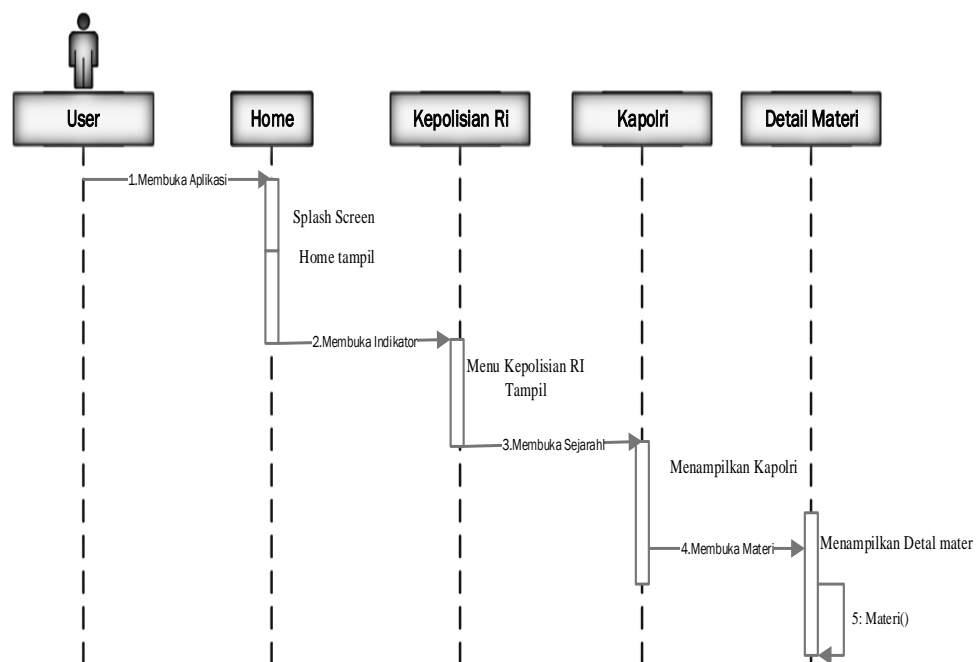 User
Home
Kepolisian Ri
Kapolri
Detail Materi
1.Membuka Aplikasi
Splash Screen
Home tampil
2.Membuka Indikator
Menu Kepolisian RI
Tampil
3.Membuka SejarahI
Menampilkan Kapolri
4.Membuka Materi
Menampilkan Detal mater
5: Materi()